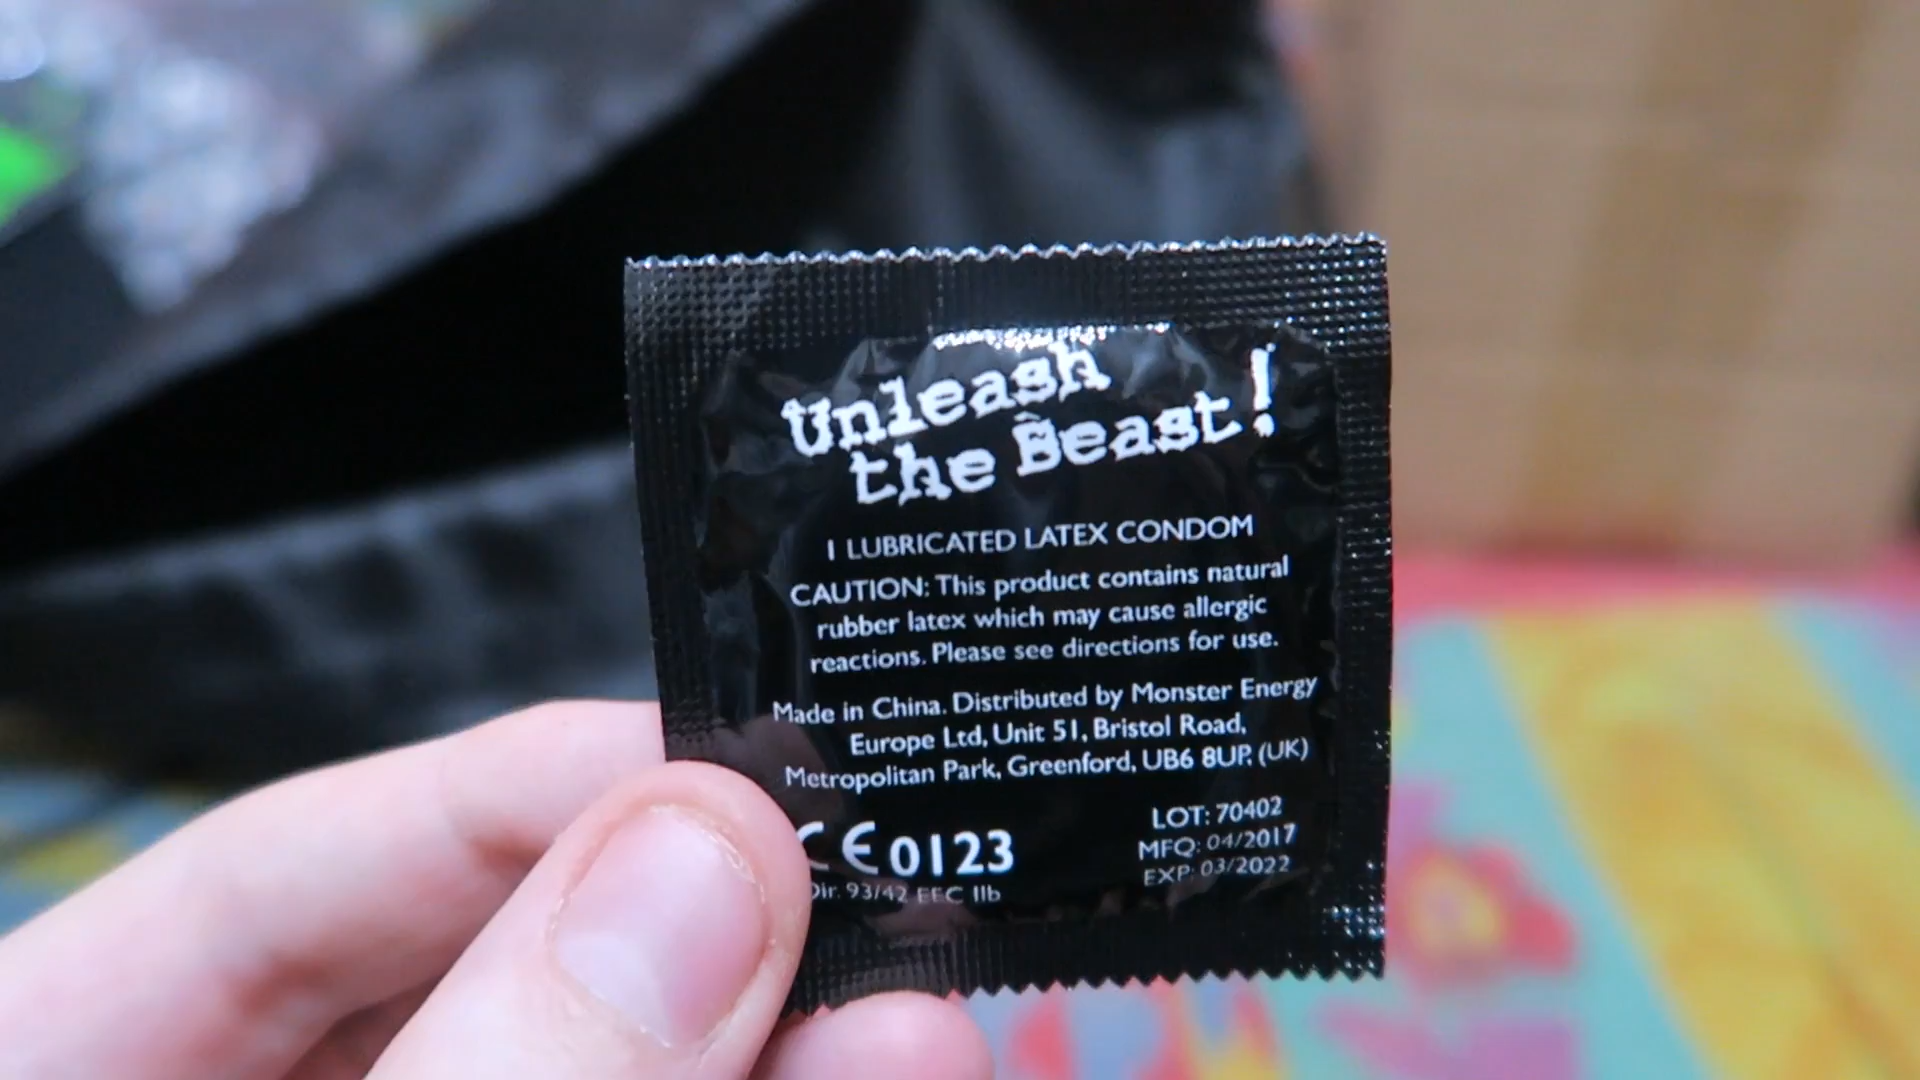 Unleash
the Beast!
1 LUBRICATED LATEX CONDOM
CAUTION: This product contains natural
rubber latex which may cause allergic
reactions. Please see directions for use.
Made in China. Distributed by Monster Energy
Europe Ltd, Unit 51, Bristol Road,
Metropolitan Park, Greenford, UB6 8UP, (UK)
CE 0123
Dir. 93/42 EEC IIb
LOT: 70402
MFQ: 04/2017
EXP: 03/2022